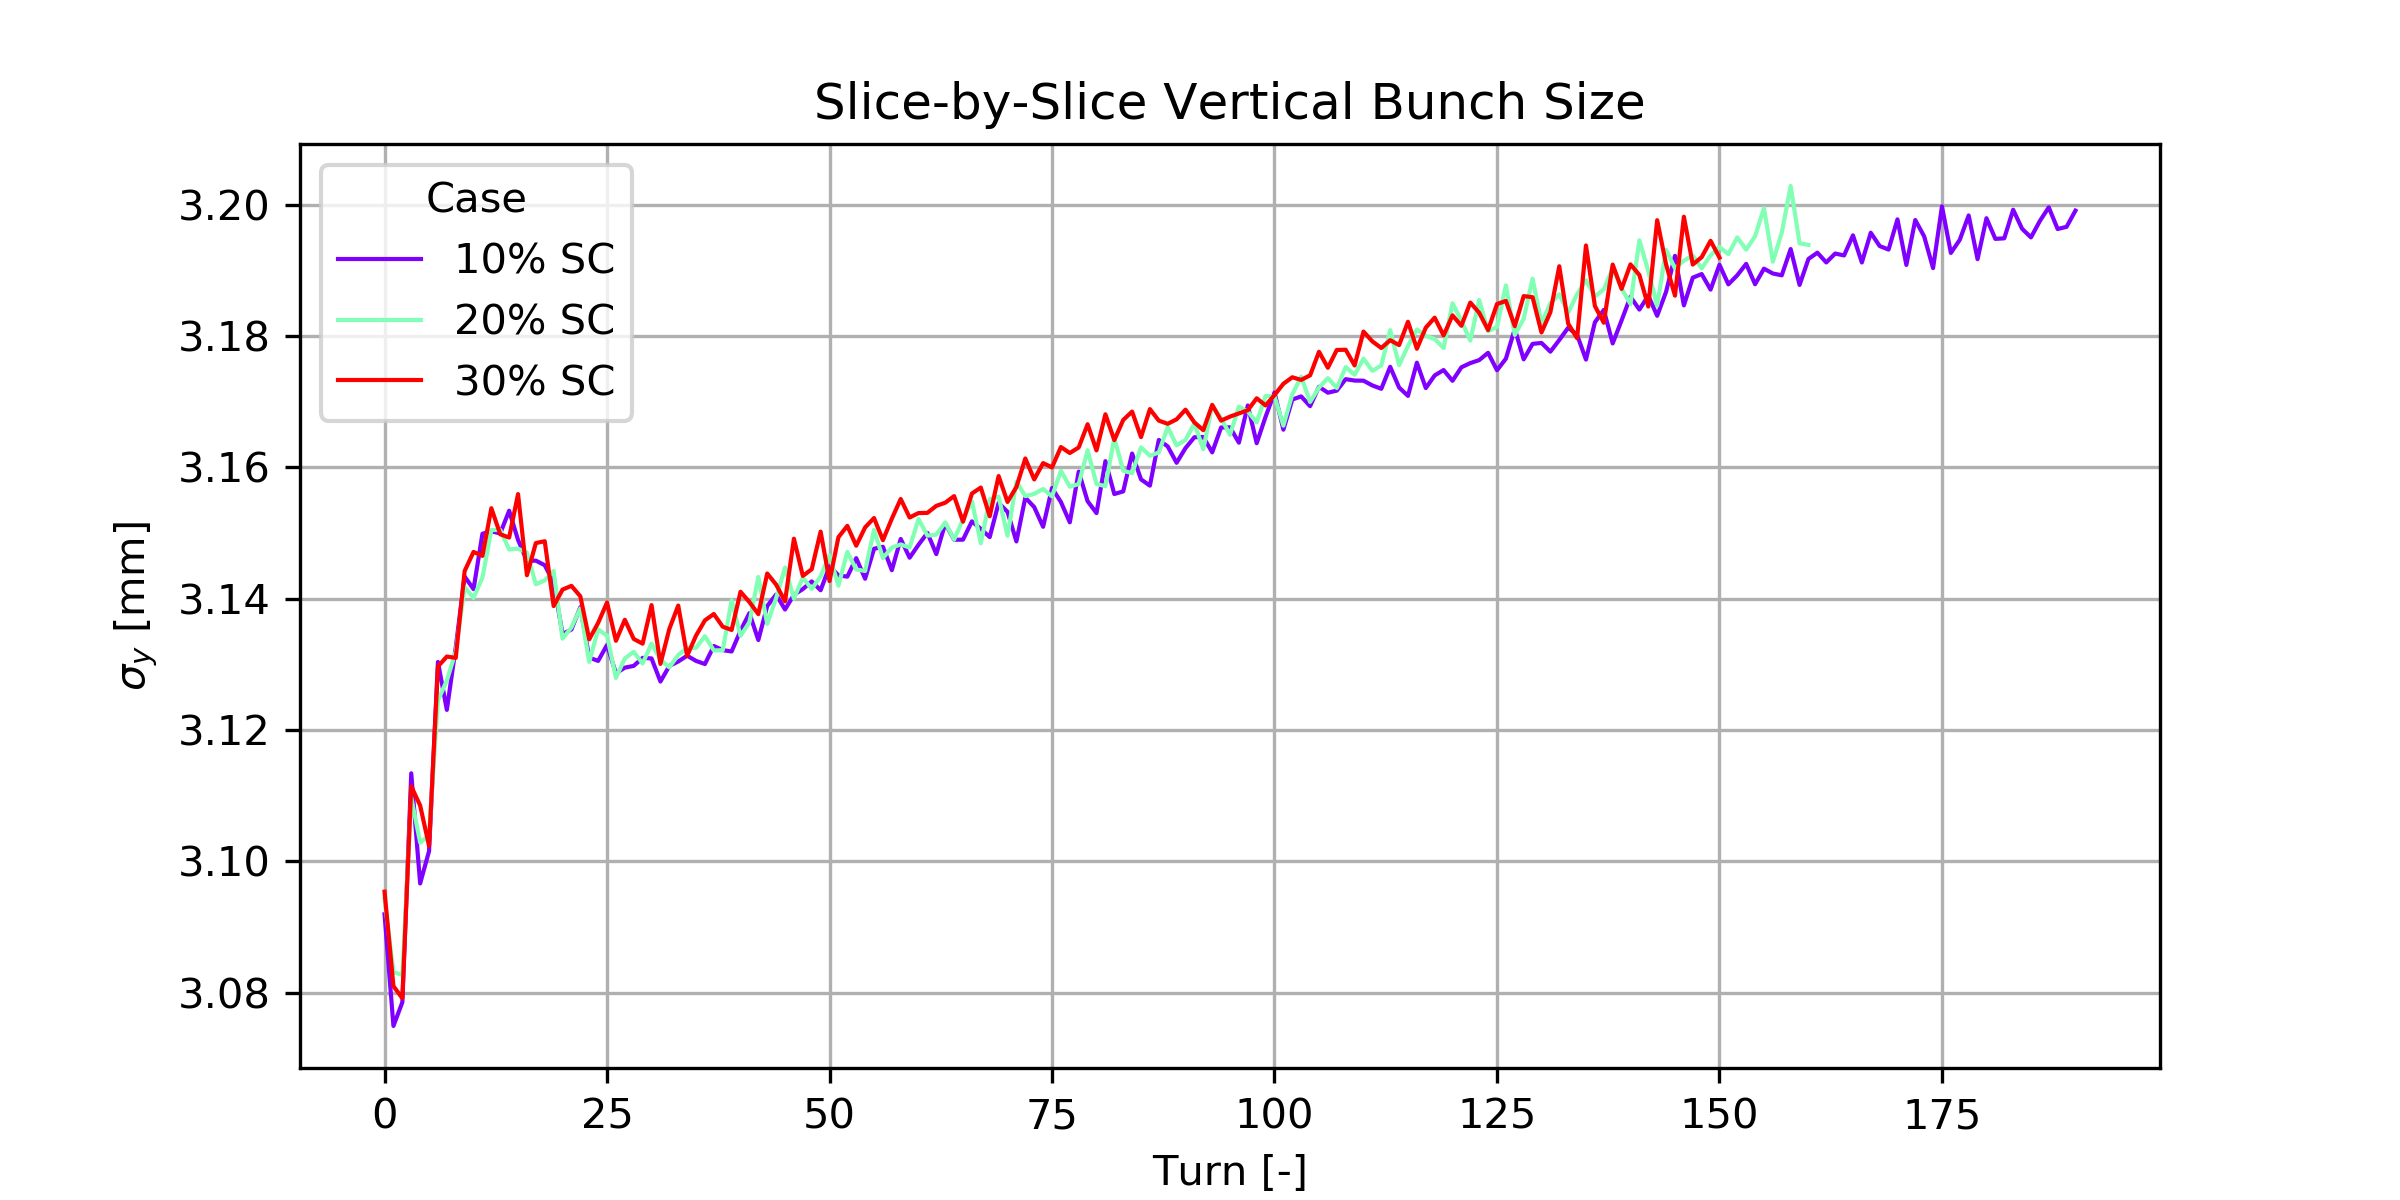 Slice-by-Slice Vertical Bunch Size
Case
10% SC
20% SC
30% SC
3.20
3.18
3.16
3.14
3.12
3.10
3.08
σy [mm]
0 25 50 75 100 125 150 175
Turn [-]